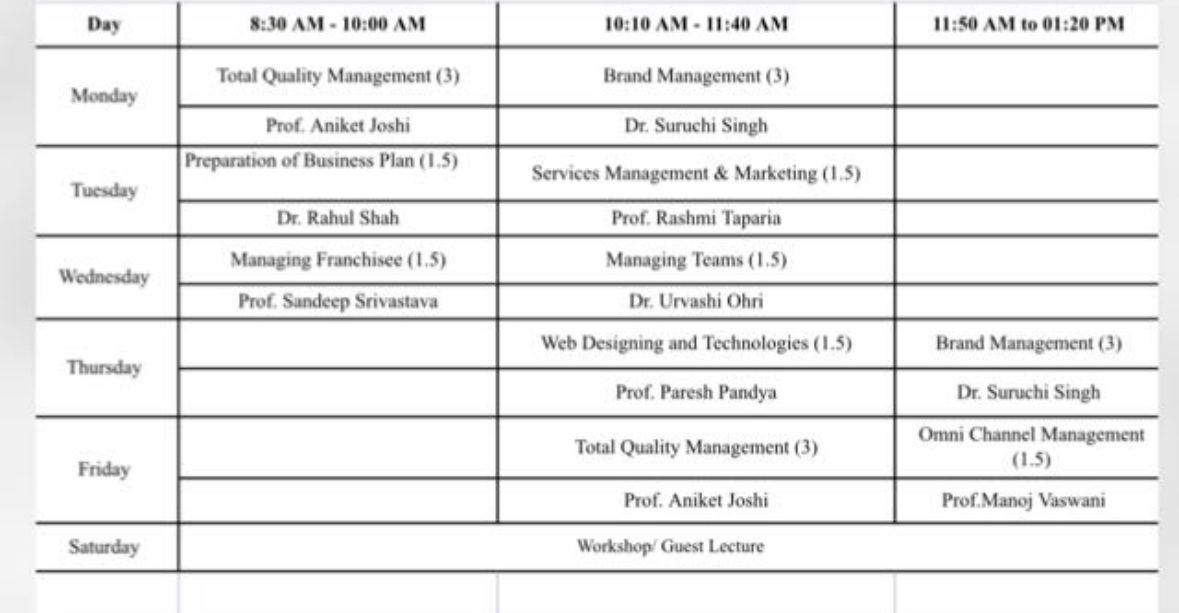 Day 8:30 AM - 10:00 AM 10:10 AM - 11:40 AM 11:50 AM to 01:20 PM
Monday
Total Quality Management (3) Brand Management (3)
Prof. Aniket Joshi Dr. Suruchi Singh
Tuesday
Preparation of Business Plan (1.5) Services Management & Marketing (1.5)
Dr. Rahul Shah Prof. Rashmi Taparia
Wednesday
Managing Franchisee (1.5) Managing Teams (1.5)
Prof. Sandeep Srivastava Dr. Urvashi Ohri
Thursday
Web Designing and Technologies (1.5) Brand Management (3)
Prof. Paresh Pandya Dr. Suruchi Singh
Friday
Total Quality Management (3) Omni Channel Management
(1.5)
Prof. Aniket Joshi Prof.Manoj Vaswani
Saturday Workshop/ Guest Lecture